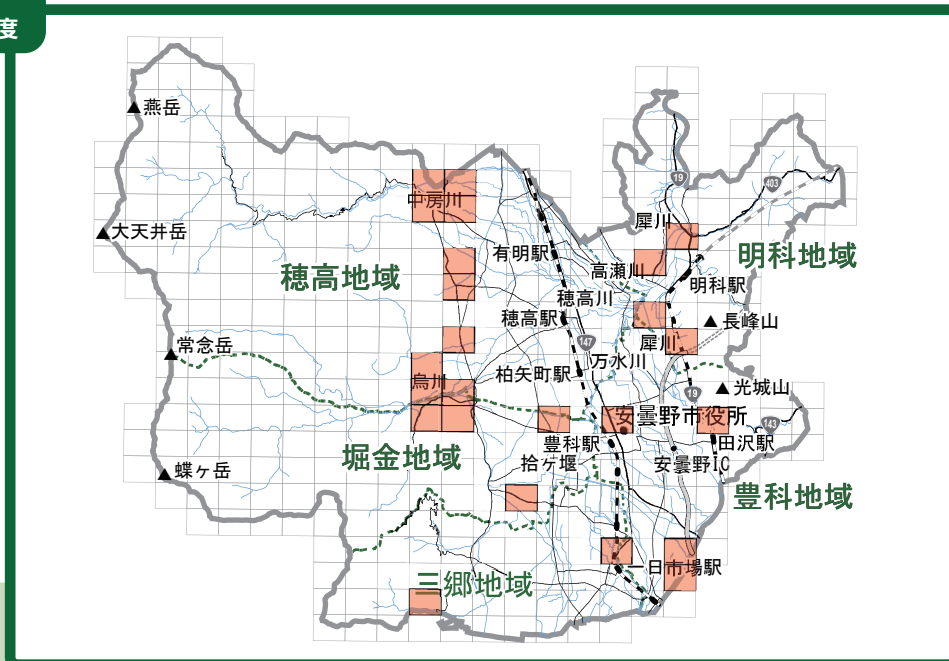 度
燕岳
19
403
中房川
犀川
大天井岳
有明駅
明科地域
高瀬川
穂高地域
明科駅
穂高川
穂高駅
長峰山
常念岳
147
犀川
万水川
烏川
柏矢町駅
光城山
19
安曇野市役所
143
豊科駅
田沢駅
堀金地域
拾ケ堰
安曇野IC
蝶ヶ岳
豊科地域
一日市場駅
三郷地域